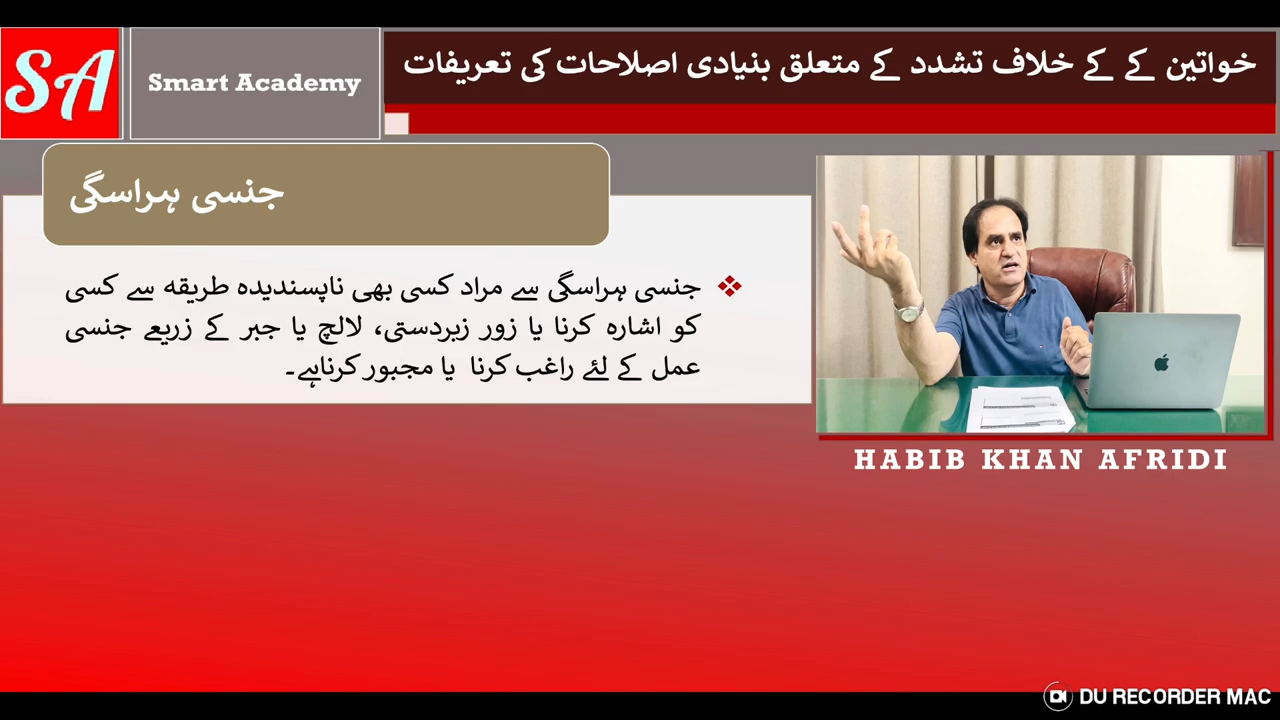 SA
Smart Academy
خواتین کے کے خلاف تشدد کے متعلق بنیادی اصلاحات کی تعریفات
جنسی ہراسگی
جنسی ہراسگی سے مراد کسی بھی ناپسندیدہ طریقہ سے کسی
کو اشارہ کرنا یا زور زبردستی، لالچ یا جبر کے زریعے جنسی
عمل کے لئے راغب کرنا یا مجبور کرناہے۔
HABIB KHAN AFRIDI
DU RECORDER MAC